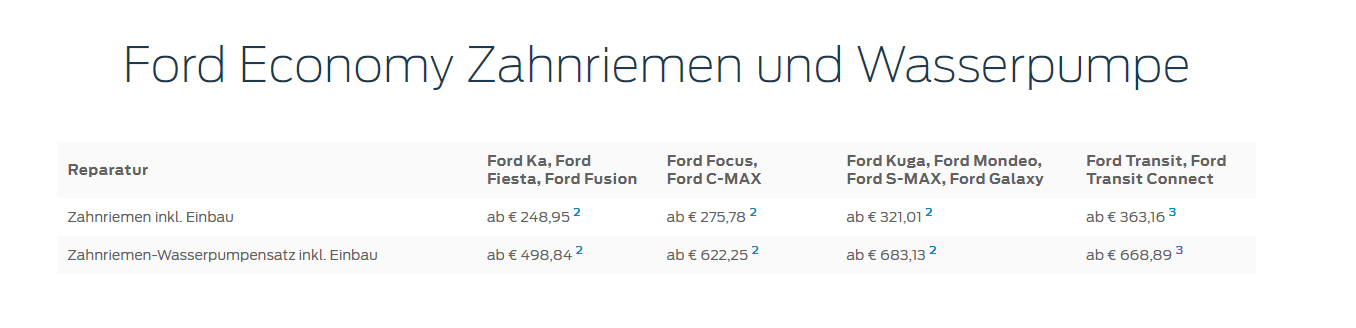 Ford Economy Zahnriemen und Wasserpumpe
Reparatur Ford Ka, Ford Ford Focus, Ford Kuga, Ford Mondeo, Ford Transit, Ford
Fiesta, Ford Fusion Ford C-MAX Ford S-MAX, Ford Galaxy Transit Connect
Zahnriemen inkl. Einbau ab € 248,95 2 ab € 275,78 2 ab € 321,01 2 ab € 363,16 3
Zahnriemen-Wasserpumpensatz inkl. Einbau ab € 498,84 2 ab € 622,25 2 ab € 683,13 2 ab € 668,89 3